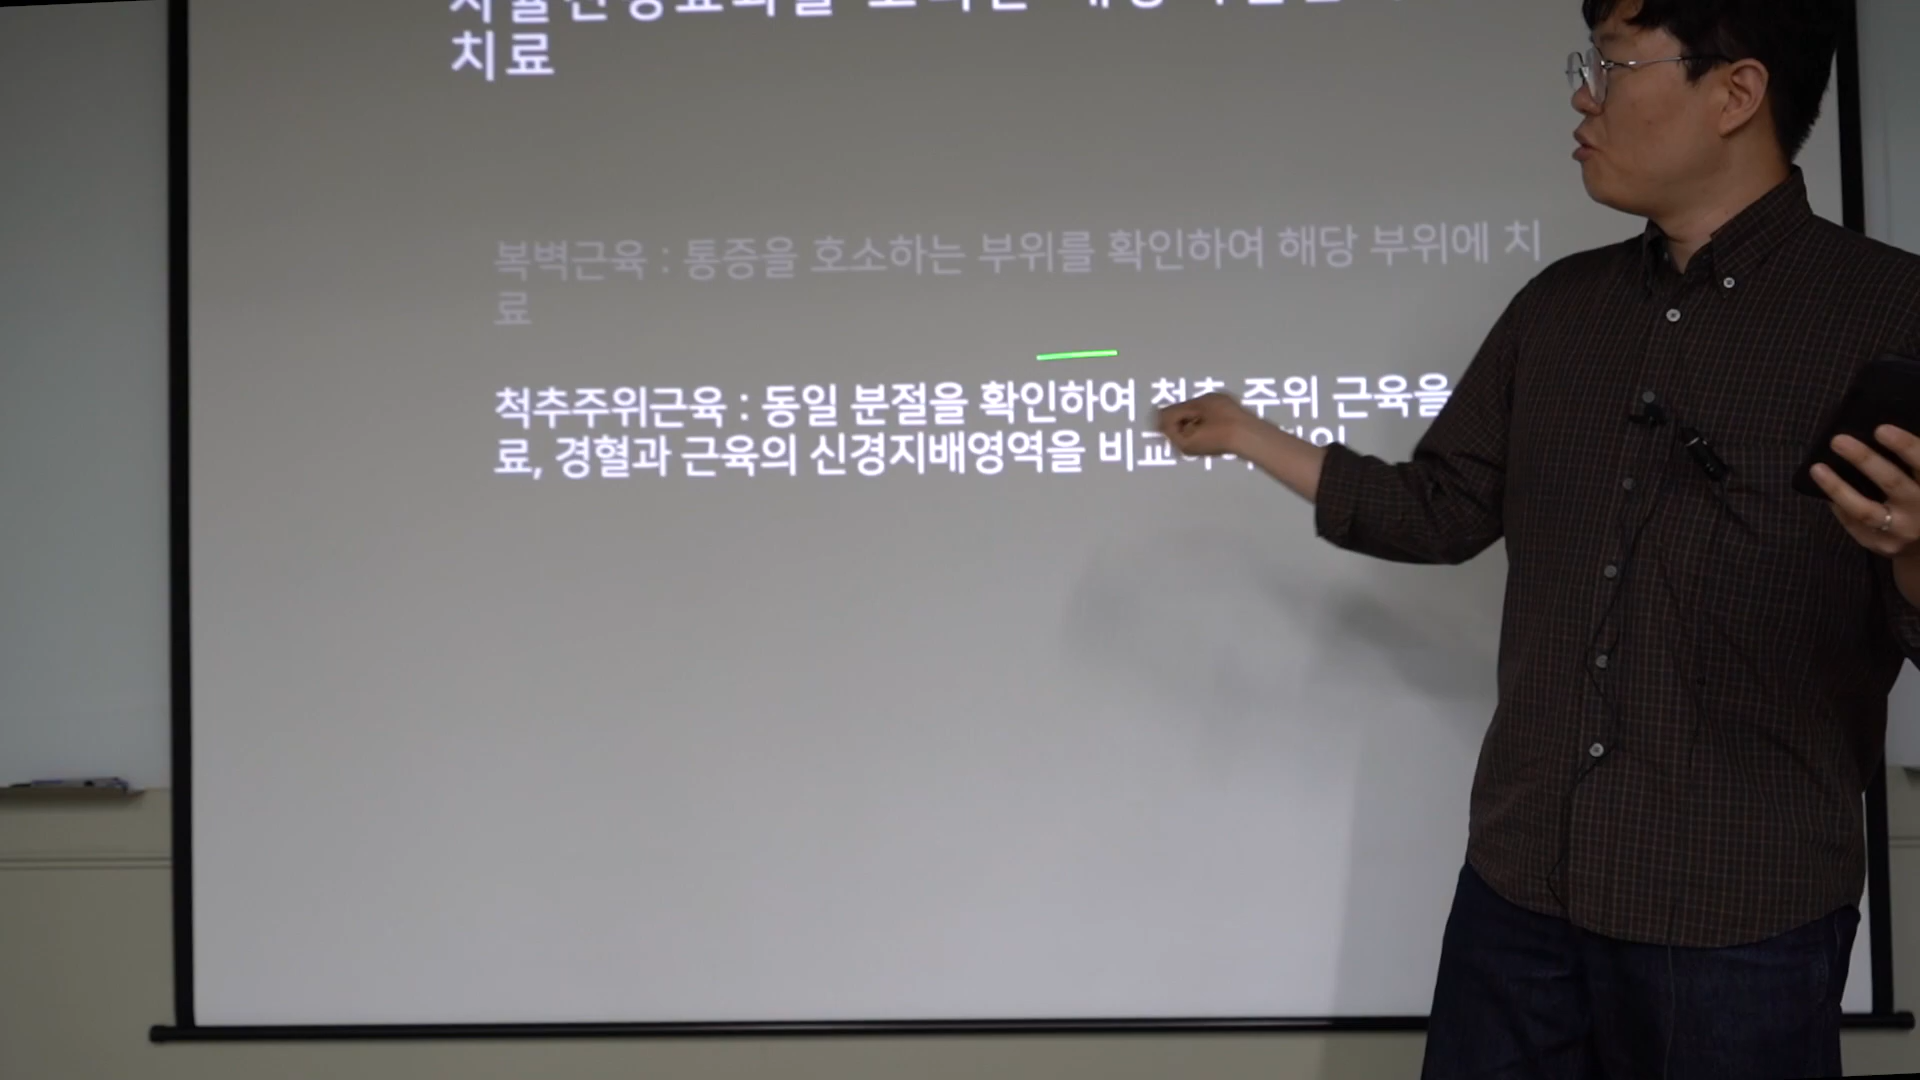 치료
복벽근육 : 통증을 호소하는 부위를 확인하여 해당 부위에 치
료
척추주위근육 : 동일 분절을 확인하여 척추 주위 근육을
료, 경혈과 근육의 신경지배영역을